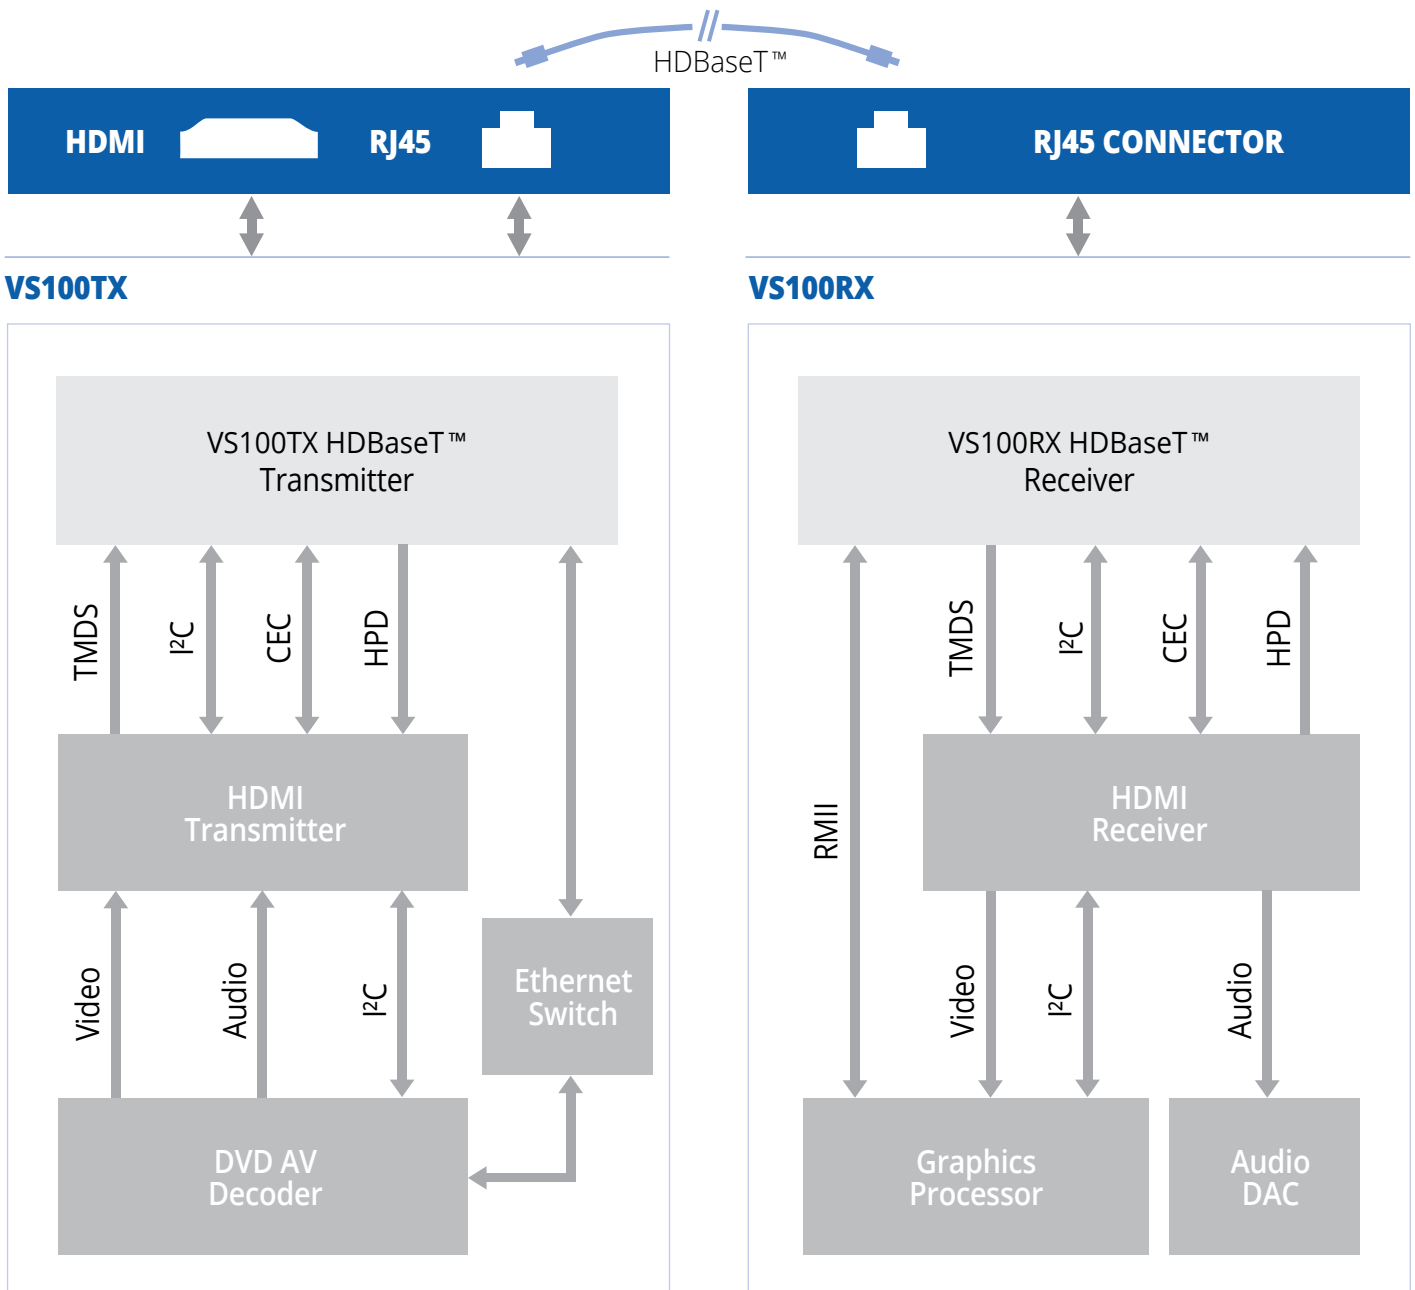 HDBaseT™
HDMI
RJ45
RJ45 CONNECTOR
VS100TX
VS100RX
VS100TX HDBaseT™
Transmitter
TMDS
I²C
CEC
HPD
HDMI
Transmitter
Video
Audio
I²C
Ethernet
Switch
DVD AV
Decoder
VS100RX HDBaseT™
Receiver
RMII
TMDS
I²C
CEC
HPD
HDMI
Receiver
Video
I²C
Audio
Graphics
Processor
Audio
DAC